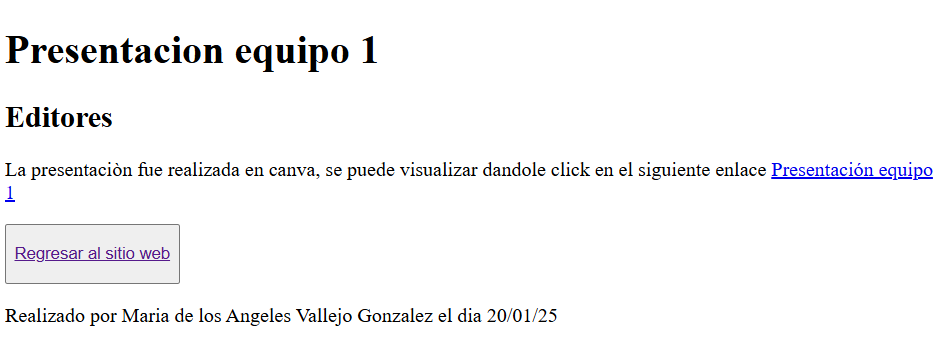 Presentacion equipo 1
Editores
La presentaciòn fue realizada en canva, se puede visualizar dandole click en el siguiente enlace Presentación equipo
1
Regresar al sitio web
Realizado por Maria de los Angeles Vallejo Gonzalez el dia 20/01/25